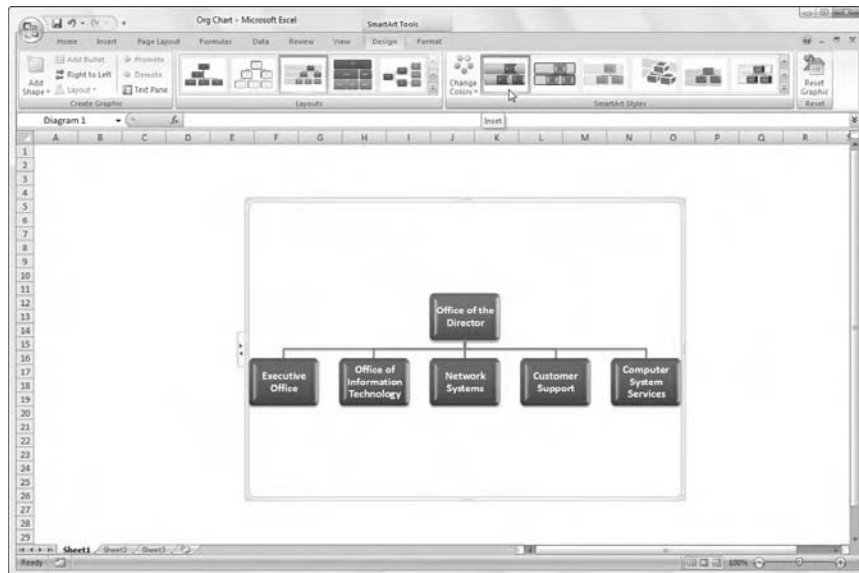 Org Chart - Microsoft Excel
SmartArt Tools
Home Insert Page Layout Formulas Data Review View Design Format
Add Shape
Add Bullet
Right to Left
Layout
Promote
Demote
Text Pane
Create Graphic
Layouts
Change Colors
SmartArt Styles
Reset Graphic
Reset
Diagram 1
fx
Inset
A B C D E F G H I J K L M N O P Q R
1
2
3
4
5
6
7
8
9
10
11
12
13
14
15
16
17
18
19
20
21
22
23
24
25
26
27
28
29
Office of the
Director
Executive
Office
Office of
Information
Technology
Network
Systems
Customer
Support
Computer
System
Services
Sheet1 Sheet2 Sheet3
Ready
100%